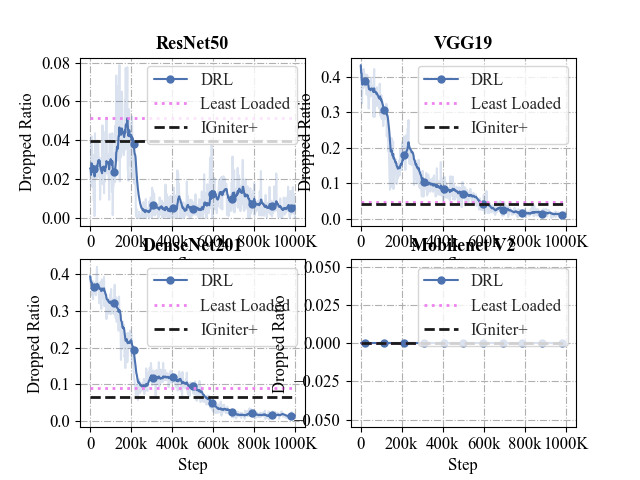 ResNet50
0.08
0.06
0.04
0.02
0.00
Dropped Ratio
DRL
Least Loaded
IGniter+
0
200k
400k
600k
800k
1000K
VGG19
0.4
0.3
0.2
0.1
0.0
Dropped Ratio
DRL
Least Loaded
IGniter+
0
200k
400k
600k
800k
1000K
DenseNet201
0.4
0.3
0.2
0.1
0.0
Dropped Ratio
DRL
Least Loaded
IGniter+
0
200k
400k
600k
800k
1000K
Step
Mobilenet V2
0.050
0.025
0.000
0.025
0.050
Dropped Ratio
DRL
Least Loaded
IGniter+
0
200k
400k
600k
800k
1000K
Step